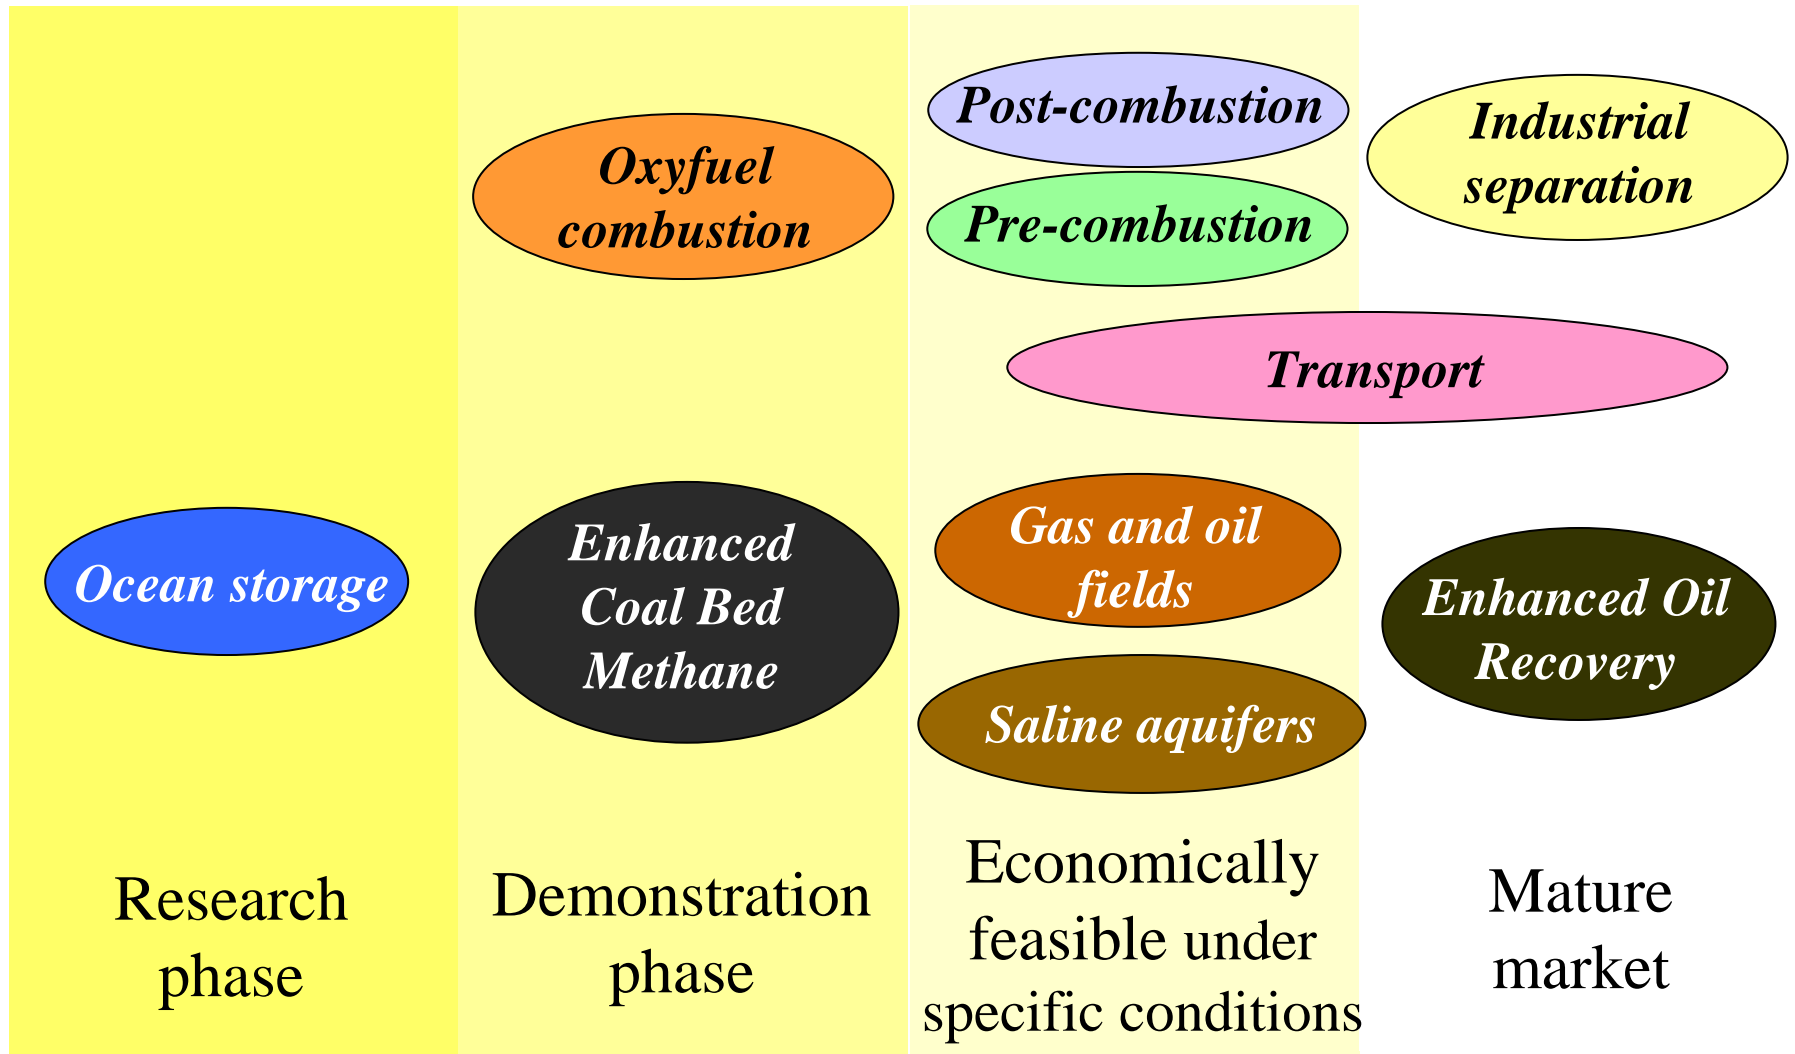 Post-combustion
Industrial
separation
Oxyfuel
combustion
Pre-combustion
Transport
Ocean storage
Enhanced
Coal Bed
Methane
Gas and oil
fields
Saline aquifers
Enhanced Oil
Recovery
Research
phase
Demonstration
phase
Economically
feasible under
specific conditions
Mature
market